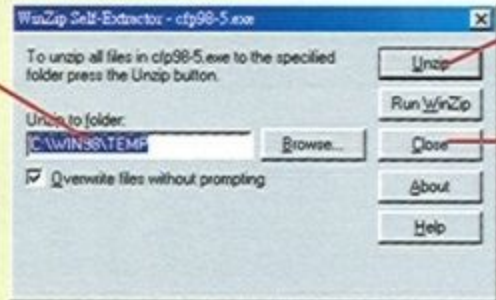 WinZip Self-Extractor - cfp98-5.exe
To unzip all files in cfp98-5.exe to the specified
folder press the Unzip button.
Unzip
Run WinZip
Unzip to folder:
C:\WIN98\TEMP
Browse...
Close
Overwrite files without prompting
About
Help